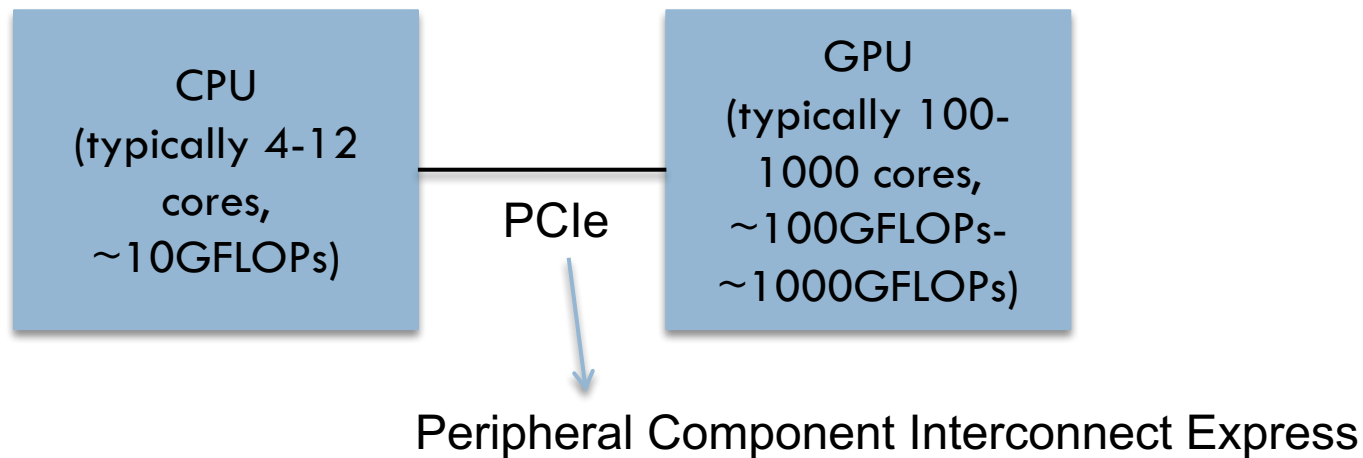 CPU
(typically 4-12
cores,
~10GFLOPs)
PCIe
GPU
(typically 100-
1000 cores,
~100GFLOPs-
~1000GFLOPs)
Peripheral Component Interconnect Express